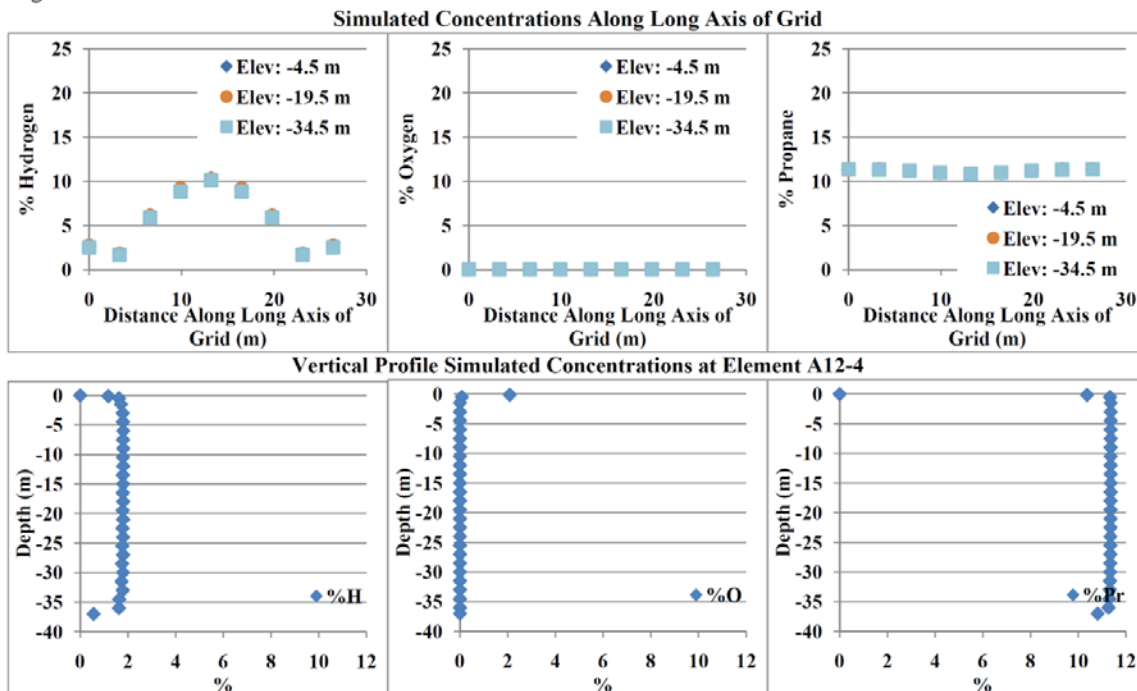 Simulated Concentrations Along Long Axis of Grid
25
20
15
10
5
0
% Hydrogen
Elev: -4.5 m
Elev: -19.5 m
Elev: -34.5 m
0 10 20 30
Distance Along Long Axis of
Grid (m)
25
20
15
10
5
0
% Oxygen
Elev: -4.5 m
Elev: -19.5 m
Elev: -34.5 m
0 10 20 30
Distance Along Long Axis of
Grid (m)
25
20
15
10
5
0
% Propane
Elev: -4.5 m
Elev: -19.5 m
Elev: -34.5 m
0 10 20 30
Distance Along Long Axis of
Grid (m)
Vertical Profile Simulated Concentrations at Element A12-4
0
-5
-10
-15
-20
-25
-30
-35
-40
Depth (m)
%H
0 2 4 6 8 10 12
%
0
-5
-10
-15
-20
-25
-30
-35
-40
Depth (m)
%O
0 2 4 6 8 10 12
%
0
-5
-10
-15
-20
-25
-30
-35
-40
Depth (m)
%Pr
0 2 4 6 8 10 12
%